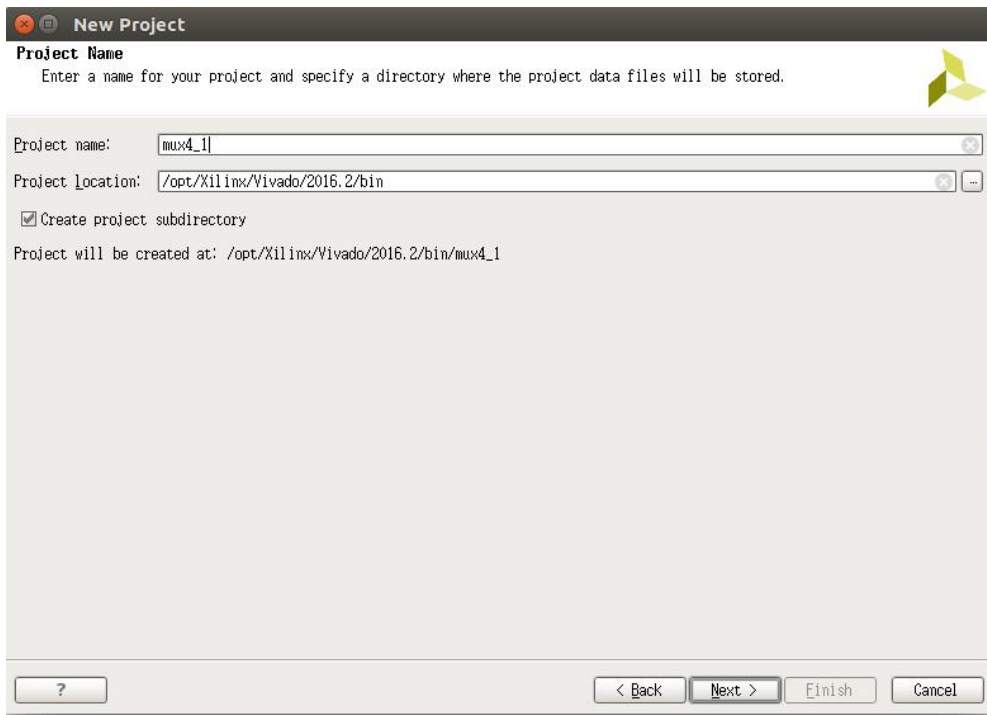 New Project
Project Name
Enter a name for your project and specify a directory where the project data files will be stored.
Project name: mux4_1
Project location: /opt/Xilinx/Vivado/2016.2/bin ...
Create project subdirectory
Project will be created at: /opt/Xilinx/Vivado/2016.2/bin/mux4_1
? < Back Next > Finish Cancel